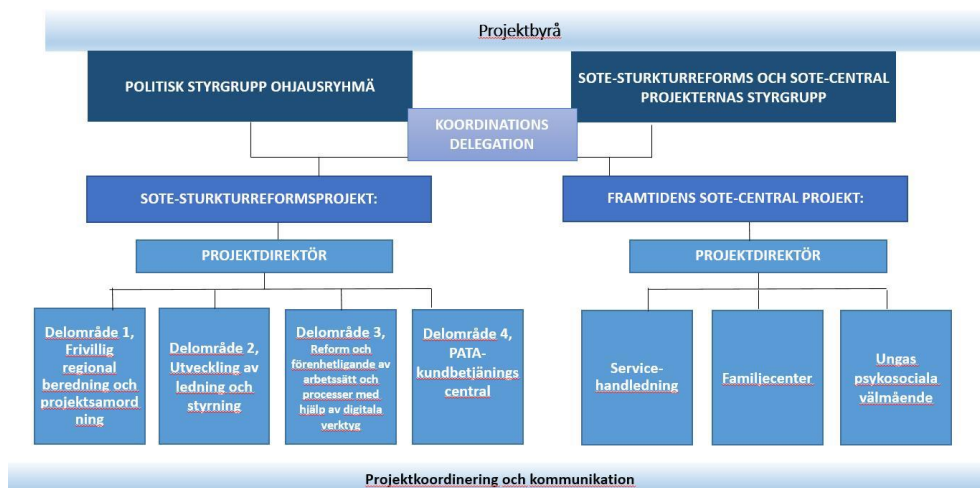 Projektbyrå
POLITISK STYRGRUPP OHJAUSRYHMÄ
SOTE-STURKTURREFORMS OCH SOTE-CENTRAL
PROJEKTERNAS STYRGRUPP
KOORDINATIONS
DELEGATION
SOTE-STURKTURREFORMSPROJEKT:
FRAMTIDENS SOTE-CENTRAL PROJEKT:
PROJEKTDIREKTÖR
PROJEKTDIREKTÖR
Delområde 1,
Frivillig
regional
beredning och
projektsamord
ning
Delområde 2,
Utveckling av
ledning och
styrning
Delområde 3,
Reform och
förenhetligande av
arbetssätt och
processer med
hjälp av digitala
verktyg
Delområde 4,
PATA-
kundbetjänings
central
Service-
handledning
Familjecenter
Ungas
psykosociala
välmående
Projektkoordinering och kommunikation